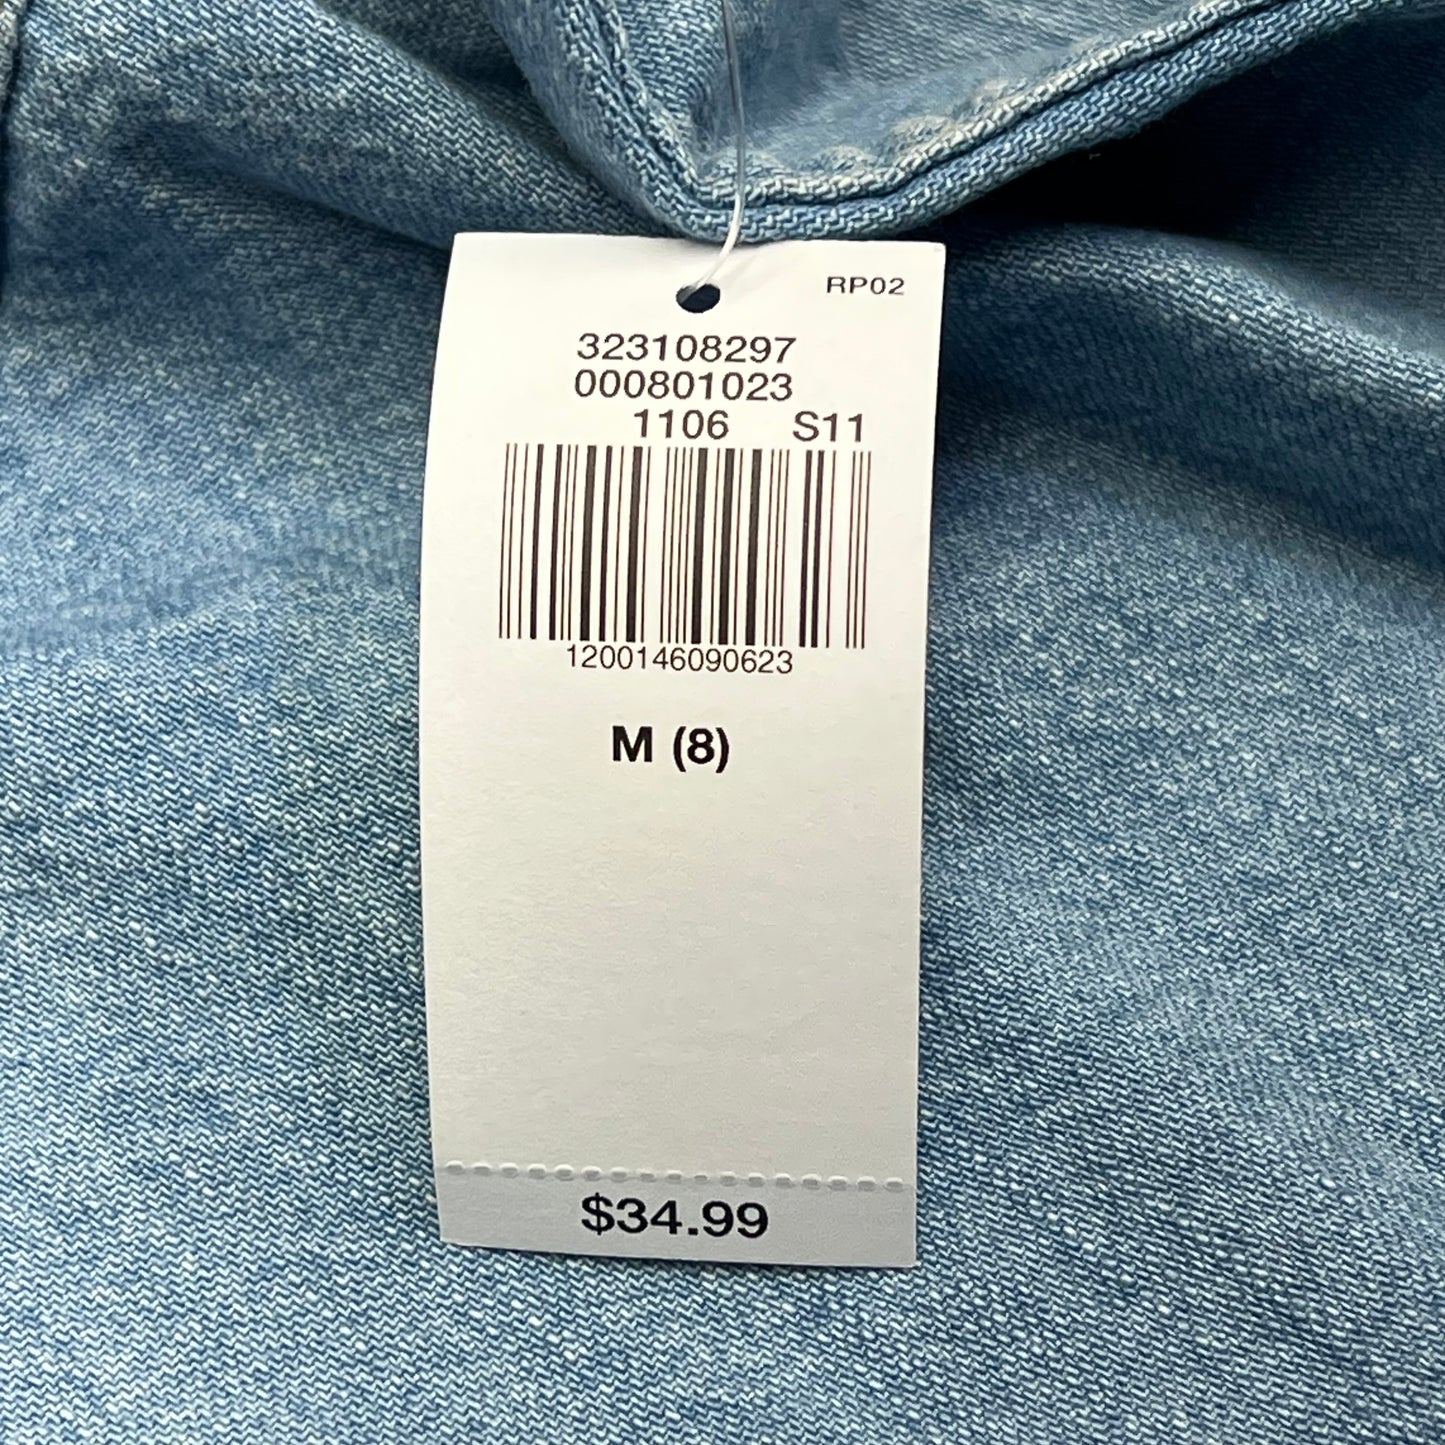 RP02
323108297
000801023
1106 S11
1200146090623
M (8)
$34.99